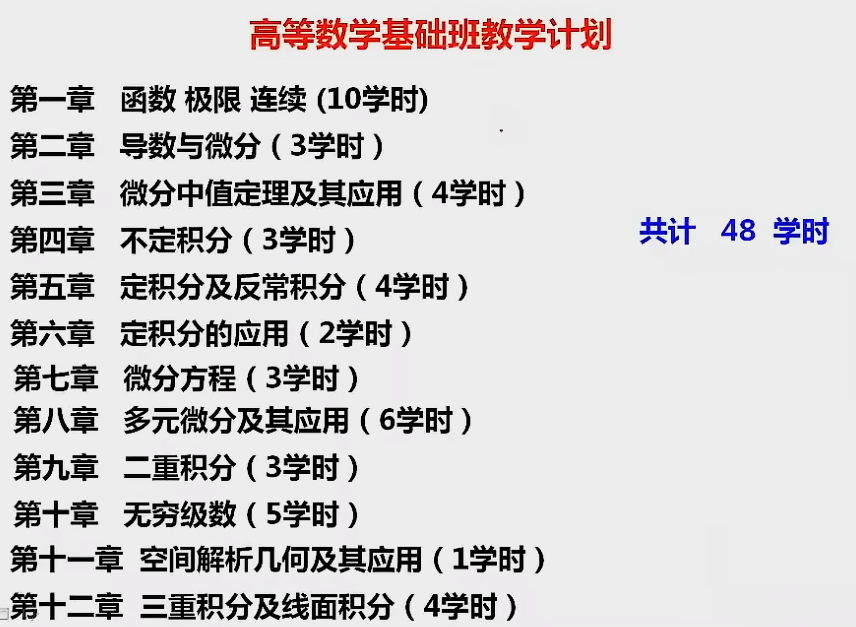 高等数学基础班教学计划
第一章 函数 极限 连续 (10学时)
第二章 导数与微分（3学时）
第三章 微分中值定理及其应用（4学时）
第四章 不定积分（3学时）
共计 48 学时
第五章 定积分及反常积分（4学时）
第六章 定积分的应用（2学时）
第七章 微分方程（3学时）
第八章 多元微分及其应用（6学时）
第九章 二重积分（3学时）
第十章 无穷级数（5学时）
第十一章 空间解析几何及其应用（1学时）
第十二章 三重积分及线面积分（4学时）